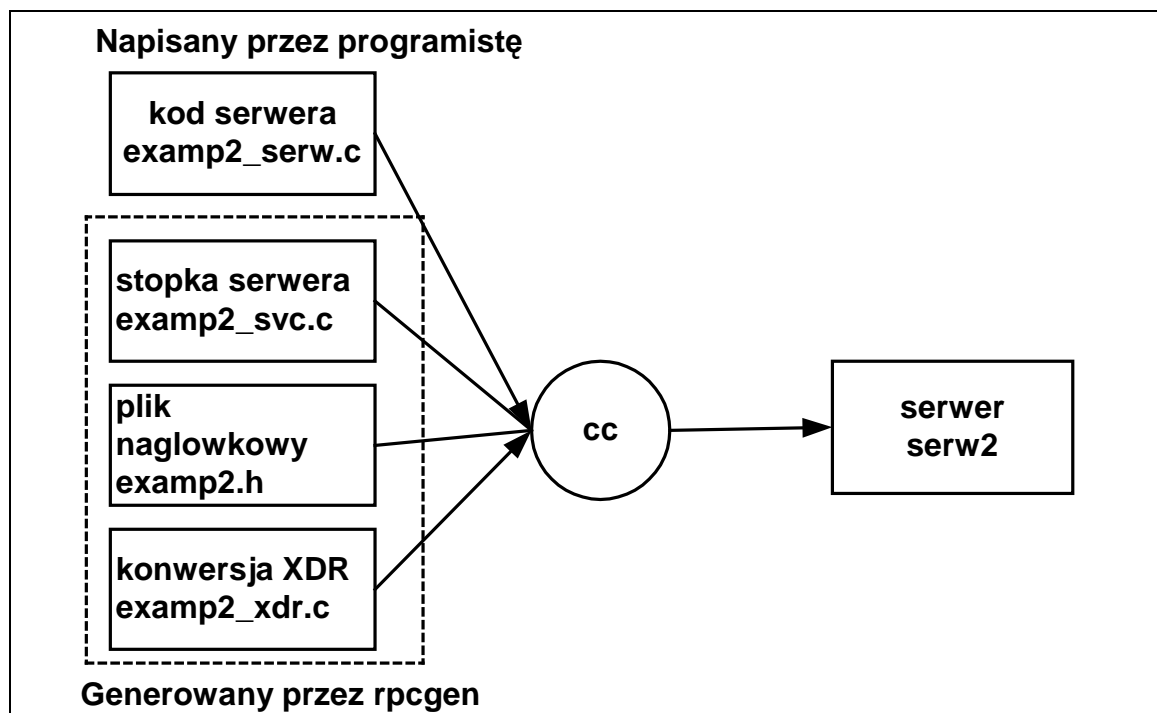 Napisany przez programistę
kod serwera
examp2_serw.c
stopka serwera
examp2_svc.c
plik
naglowkowy
examp2.h
konwersja XDR
examp2_xdr.c
cc
serwer
serw2
Generowany przez rpcgen